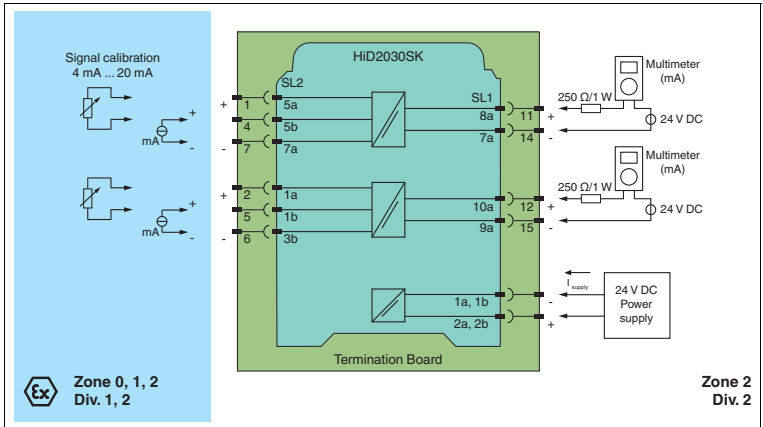 Signal calibration
4 mA ... 20 mA
+
mA
-
+
mA
-
HiD2030SK
SL2
SL1
+ 1 5a
4 5b
- 7 7a
8a 11 +
7a 14 -
+ 2 1a
5 1b
- 6 3b
10a 12 +
9a 15 -
1a, 1b -
2a, 2b +
Termination Board
Multimeter
(mA)
250 Ω/1 W
24 V DC
Multimeter
(mA)
250 Ω/1 W
24 V DC
I supply
24 V DC
Power
supply
Ex
Zone 0, 1, 2
Div. 1, 2
Zone 2
Div. 2